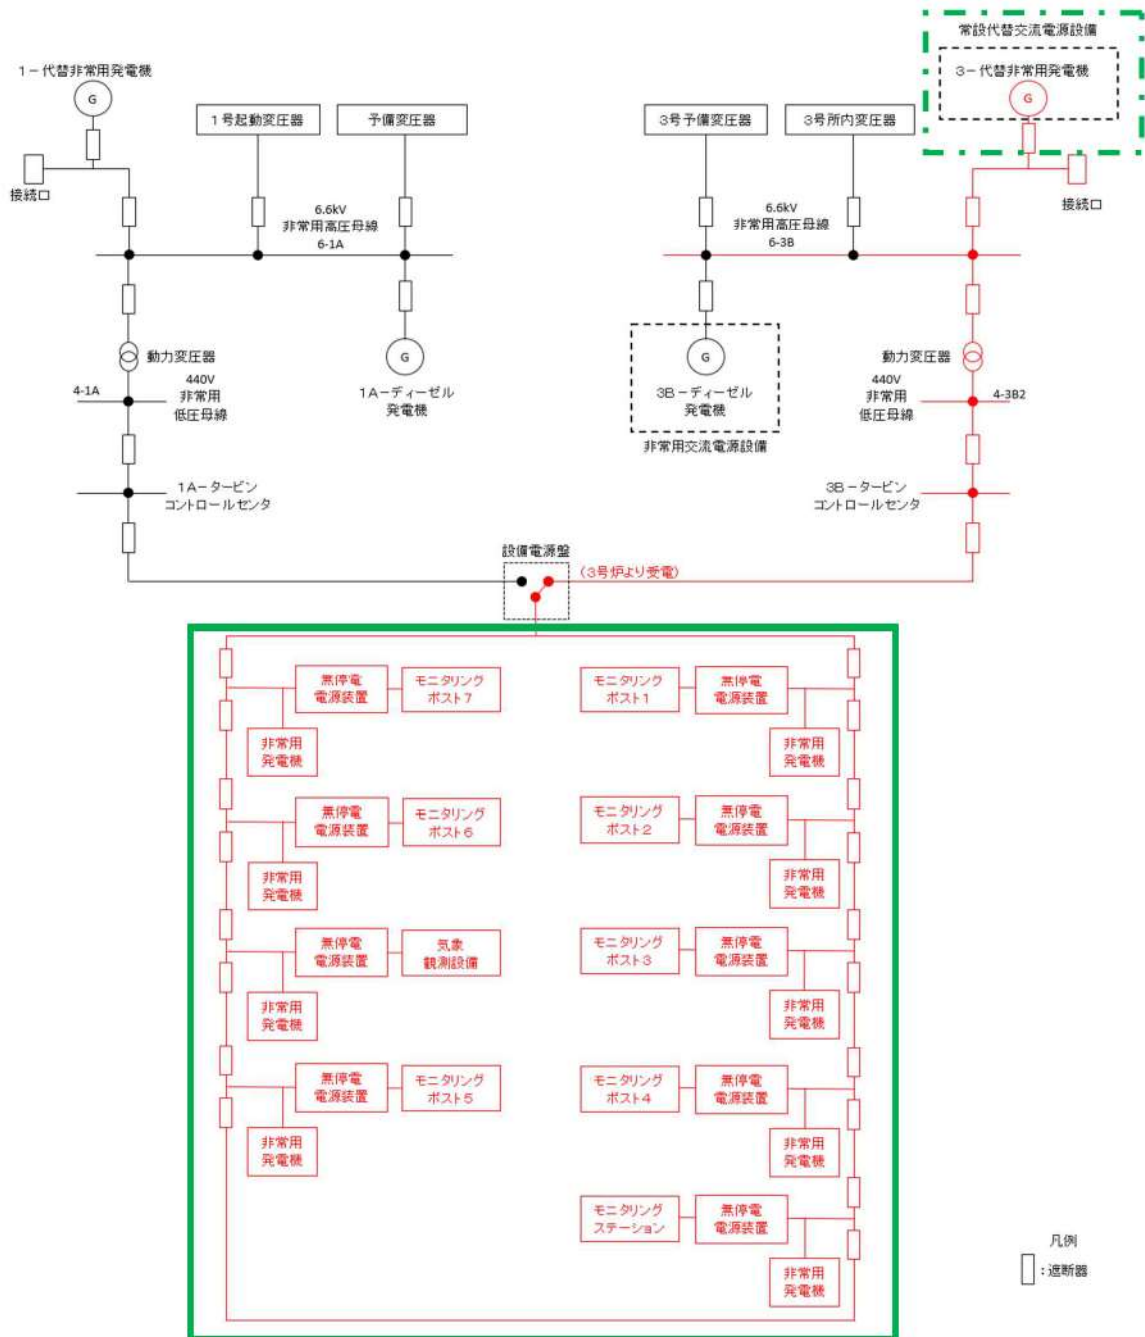 常設代替交流電源設備
1-代替非常用発電機
3-代替非常用発電機
G
G
1号起動変圧器
予備変圧器
3号予備変圧器
3号所内変圧器
接続口
接続口
6.6kV
非常用高圧母線
6-1A
6.6kV
非常用高圧母線
6-3B
動力変圧器
G
G
動力変圧器
4-1A
440V
非常用
低圧母線
1A-ディーゼル
発電機
3B-ディーゼル
発電機
440V
非常用
低圧母線
4-3B2
非常用交流電源設備
1A-タービン
コントロールセンタ
3B-タービン
コントロールセンタ
設備電源盤
(3号炉より受電)
無停電
電源装置
モニタリング
ポスト7
モニタリング
ポスト1
無停電
電源装置
非常用
発電機
非常用
発電機
無停電
電源装置
モニタリング
ポスト6
モニタリング
ポスト2
無停電
電源装置
非常用
発電機
非常用
発電機
無停電
電源装置
気象
観測設備
モニタリング
ポスト3
無停電
電源装置
非常用
発電機
非常用
発電機
無停電
電源装置
モニタリング
ポスト5
モニタリング
ポスト4
無停電
電源装置
非常用
発電機
非常用
発電機
モニタリング
ステーション
無停電
電源装置
非常用
発電機
凡例
:遮断器